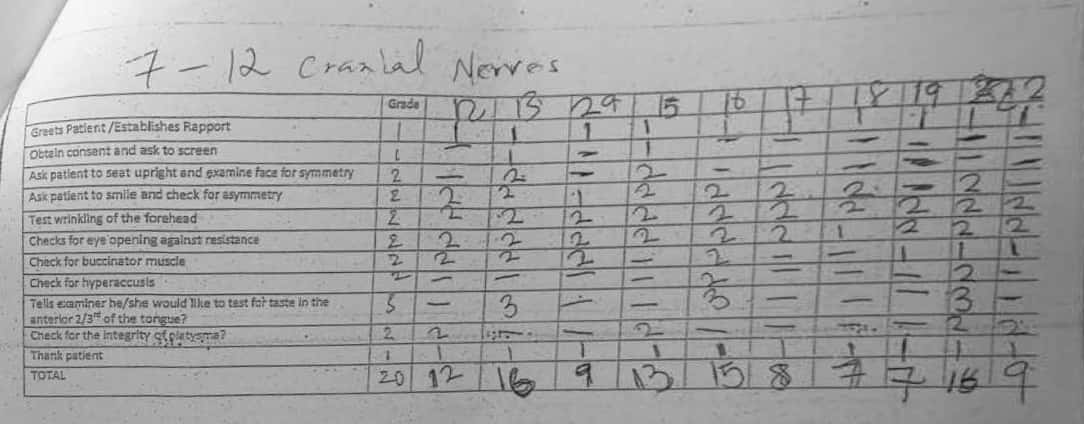 7 - 12 Cranial Nerves
Grade 12 13 29 15 16 17 18 19 22
Greets Patient /Establishes Rapport 1 1 1 1 1 1 1 1 1 1 1
Obtain consent and ask to screen 1 — 1 — 1 — — — — — —
Ask patient to seat upright and examine face for symmetry 2 — 2 — 2 — — — — — —
Ask patient to smile and check for asymmetry 2 2 2 1 2 2 2 2 — 2 —
Test wrinkling of the forehead 2 2 2 2 2 2 2 2 2 2 2
Checks for eye opening against resistance 2 2 2 2 2 2 2 1 2 2 2
Check for buccinator muscle 2 2 2 2 — 2 — — 1 1 1
Check for hyperaccusis 2 — — — — 2 — — — 2 —
Tells examiner he/she would like to test for taste in the
anterior 2/3rd of the tongue? 5 — 3 — — 3 — — — 3 —
Check for the integrity of platysma? 2 2 — — 2 — — — — 2 2
Thank patient 1 1 1 1 1 1 1 1 1 1 1
TOTAL 20 12 16 9 13 15 8 7 7 16 9